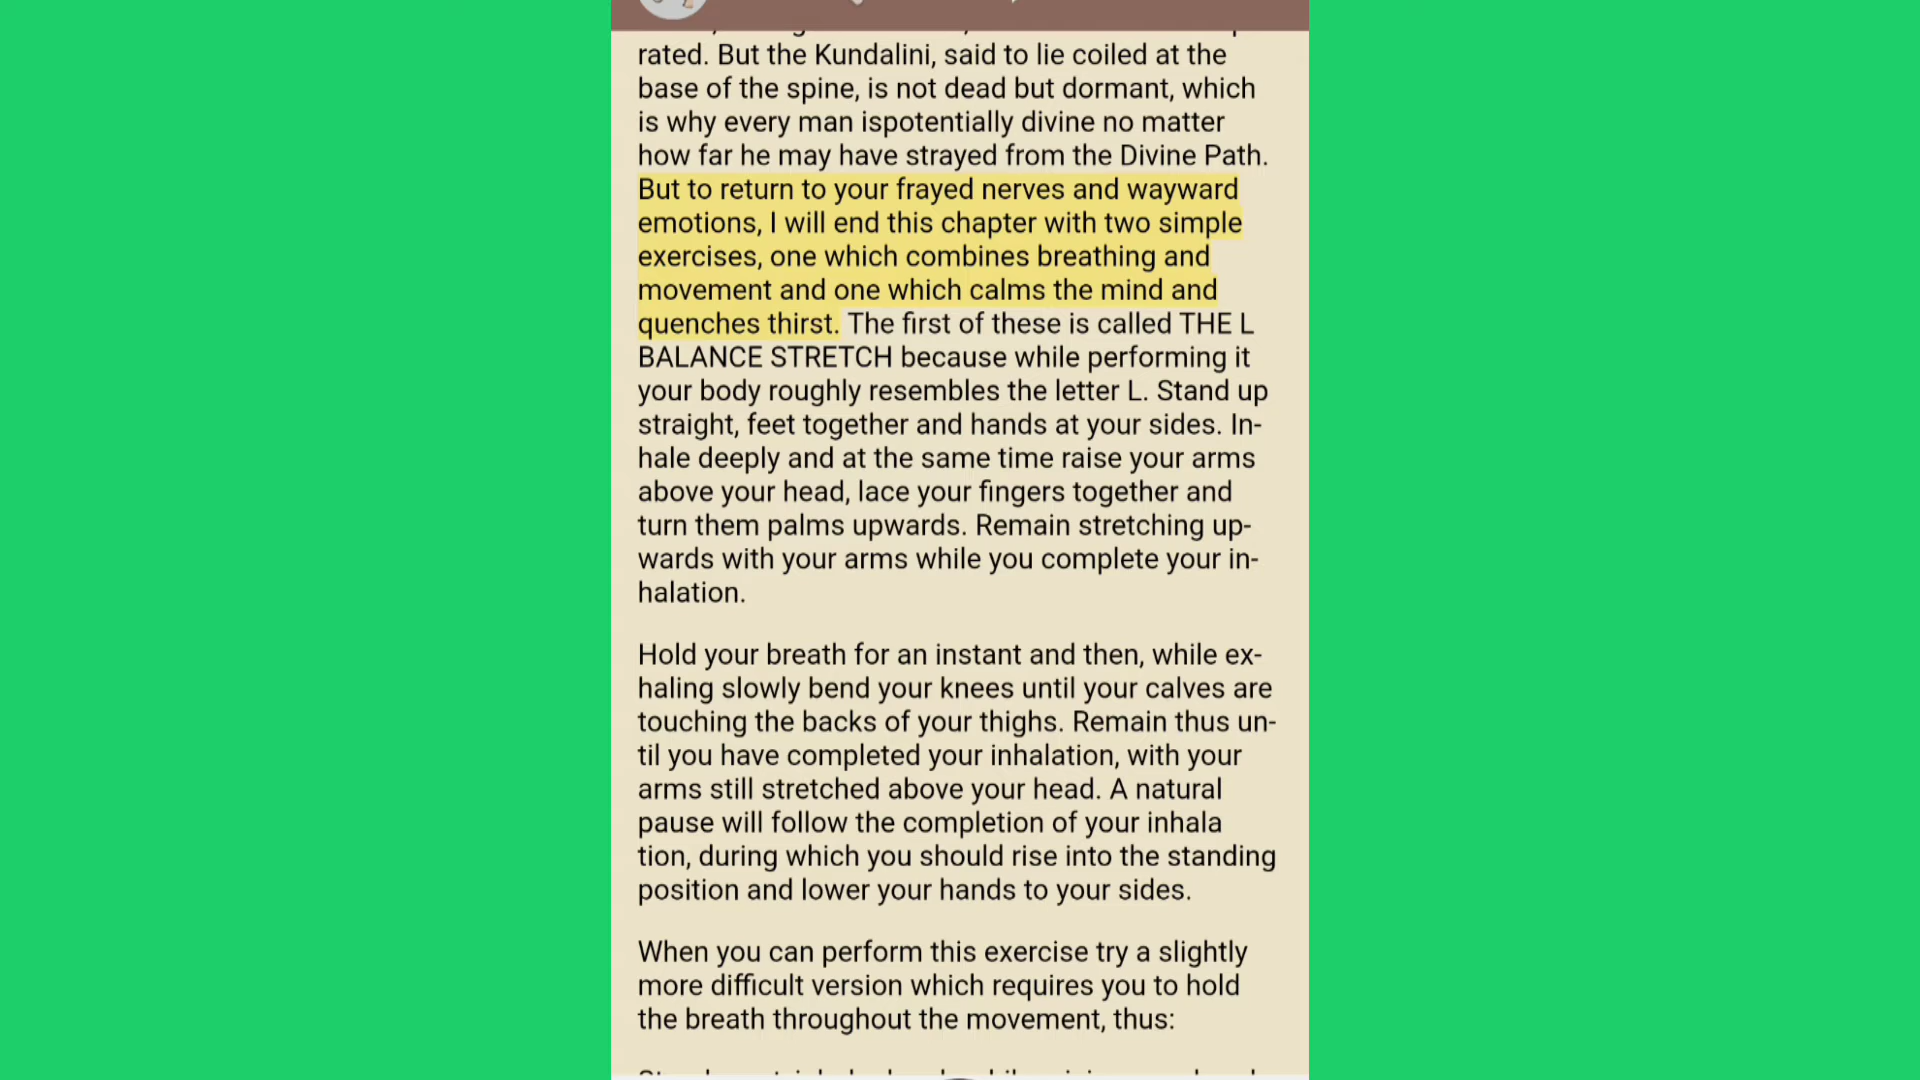 rated. But the Kundalini, said to lie coiled at the
base of the spine, is not dead but dormant, which
is why every man ispotentially divine no matter
how far he may have strayed from the Divine Path.
But to return to your frayed nerves and wayward
emotions, I will end this chapter with two simple
exercises, one which combines breathing and
movement and one which calms the mind and
quenches thirst. The first of these is called THE L
BALANCE STRETCH because while performing it
your body roughly resembles the letter L. Stand up
straight, feet together and hands at your sides. In-
hale deeply and at the same time raise your arms
above your head, lace your fingers together and
turn them palms upwards. Remain stretching up-
wards with your arms while you complete your in-
halation.
Hold your breath for an instant and then, while ex-
haling slowly bend your knees until your calves are
touching the backs of your thighs. Remain thus un-
til you have completed your inhalation, with your
arms still stretched above your head. A natural
pause will follow the completion of your inhala
tion, during which you should rise into the standing
position and lower your hands to your sides.
When you can perform this exercise try a slightly
more difficult version which requires you to hold
the breath throughout the movement, thus: